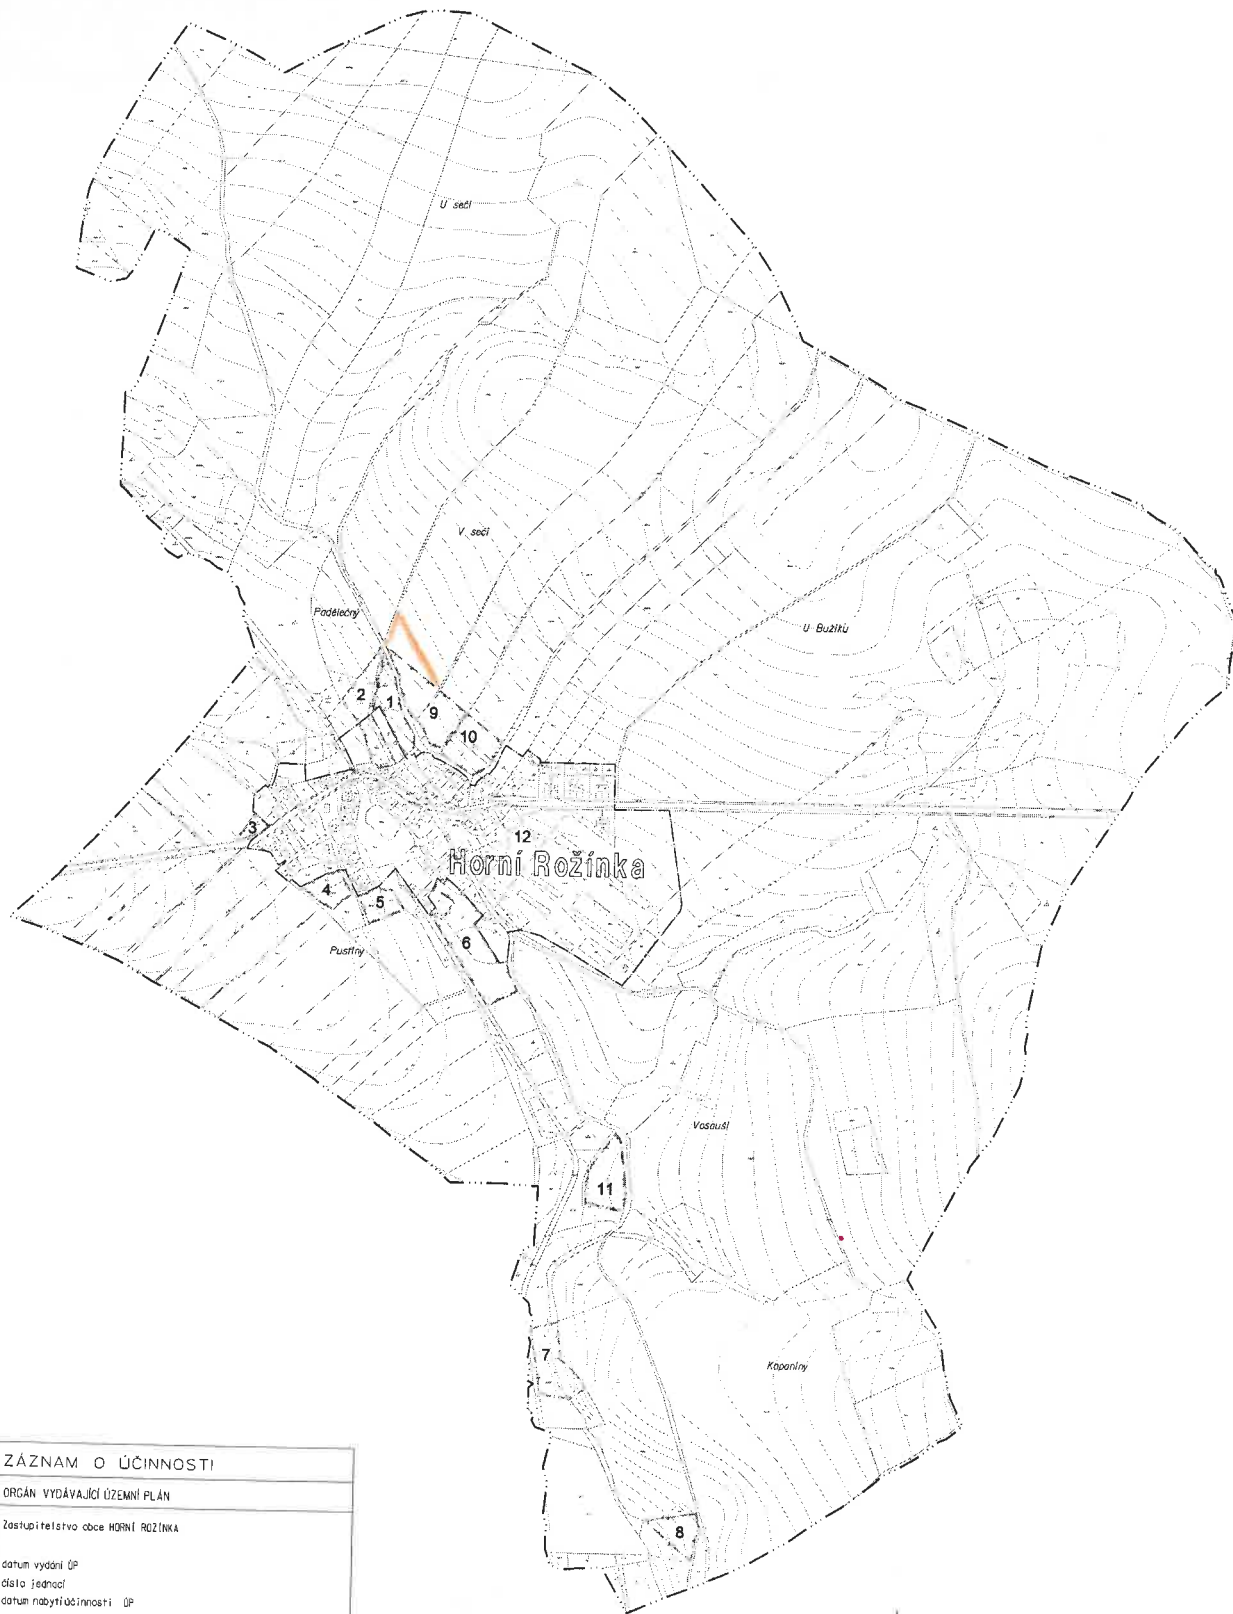 U sečí
V sečí
Padělečný
U Bužíků
2
1
9
10
3
12
Horní Rožínka
4
5
6
Pustiny
Vosouší
11
7
Kopaniny
8
ZÁZNAM O ÚČINNOSTI
ORGÁN VYDÁVAJÍCÍ ÚZEMNÍ PLÁN
Zastupitelstvo obce HORNÍ ROŽÍNKA
datum vydání ÚP
číslo jednací
datum nabytí účinnosti ÚP